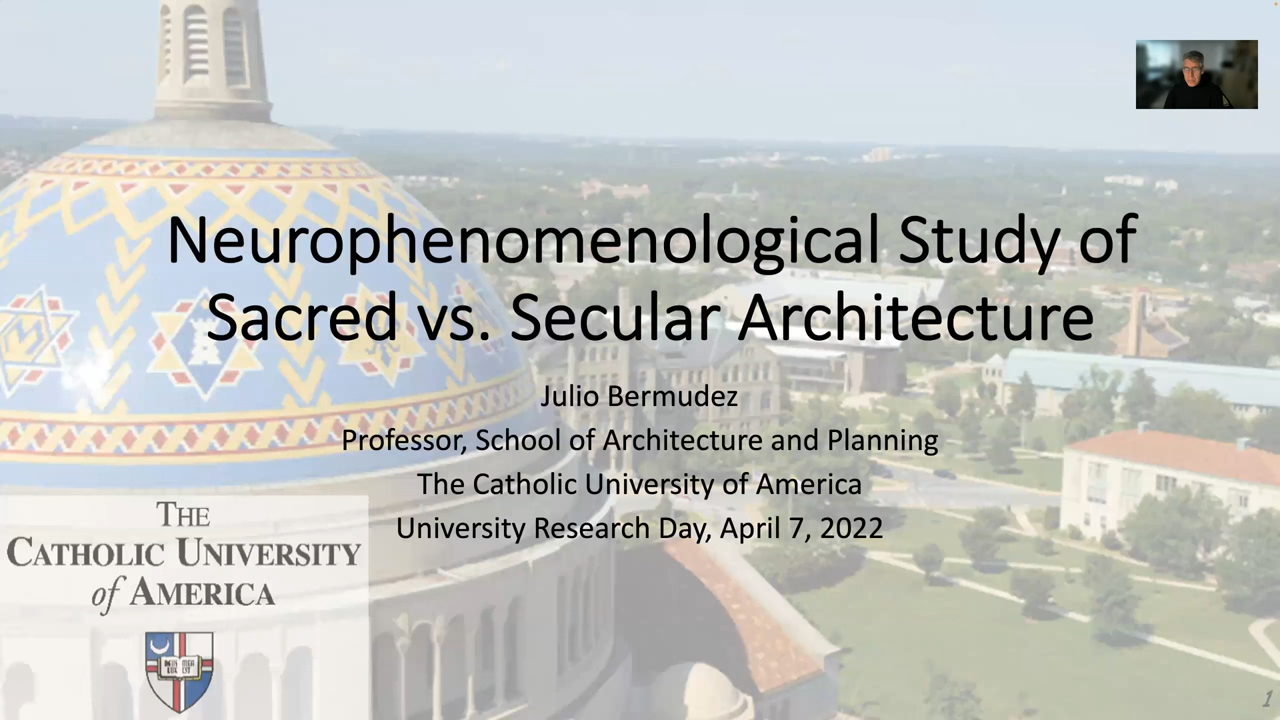 Neurophenomenological Study of
Sacred vs. Secular Architecture
Julio Bermudez
Professor, School of Architecture and Planning
The Catholic University of America
University Research Day, April 7, 2022
THE
CATHOLIC UNIVERSITY
of AMERICA
1